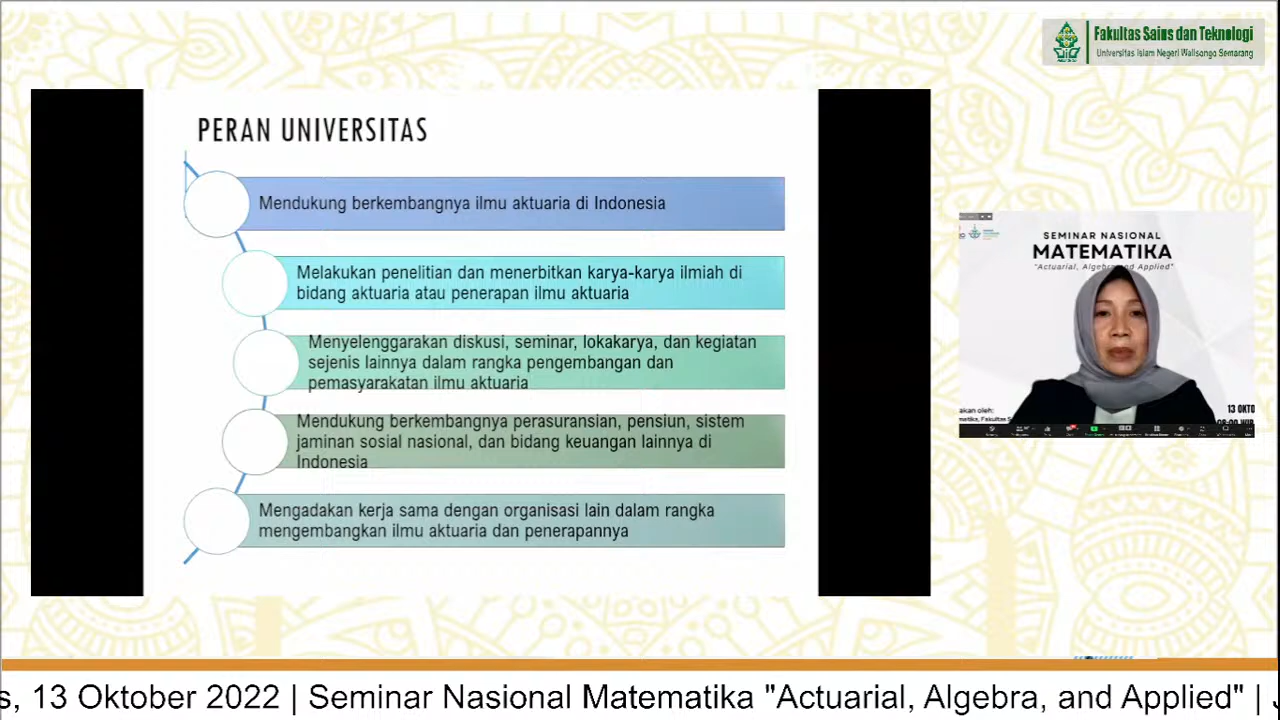 Fakultas Sains dan Teknologi
Universitas Islam Negeri Walisongo Semarang
PERAN UNIVERSITAS
Mendukung berkembangnya ilmu aktuaria di Indonesia
Melakukan penelitian dan menerbitkan karya-karya ilmiah di
bidang aktuaria atau penerapan ilmu aktuaria
Menyelenggarakan diskusi, seminar, lokakarya, dan kegiatan
sejenis lainnya dalam rangka pengembangan dan
pemasyarakatan ilmu aktuaria
Mendukung berkembangnya perasuransian, pensiun, sistem
jaminan sosial nasional, dan bidang keuangan lainnya di
Indonesia
Mengadakan kerja sama dengan organisasi lain dalam rangka
mengembangkan ilmu aktuaria dan penerapannya
SEMINAR NASIONAL
MATEMATIKA
"Actuarial, Algebra and Applied"
akan oleh:
matika, Fakultas S
13 OKTO
s, 13 Oktober 2022 | Seminar Nasional Matematika "Actuarial, Algebra, and Applied" |